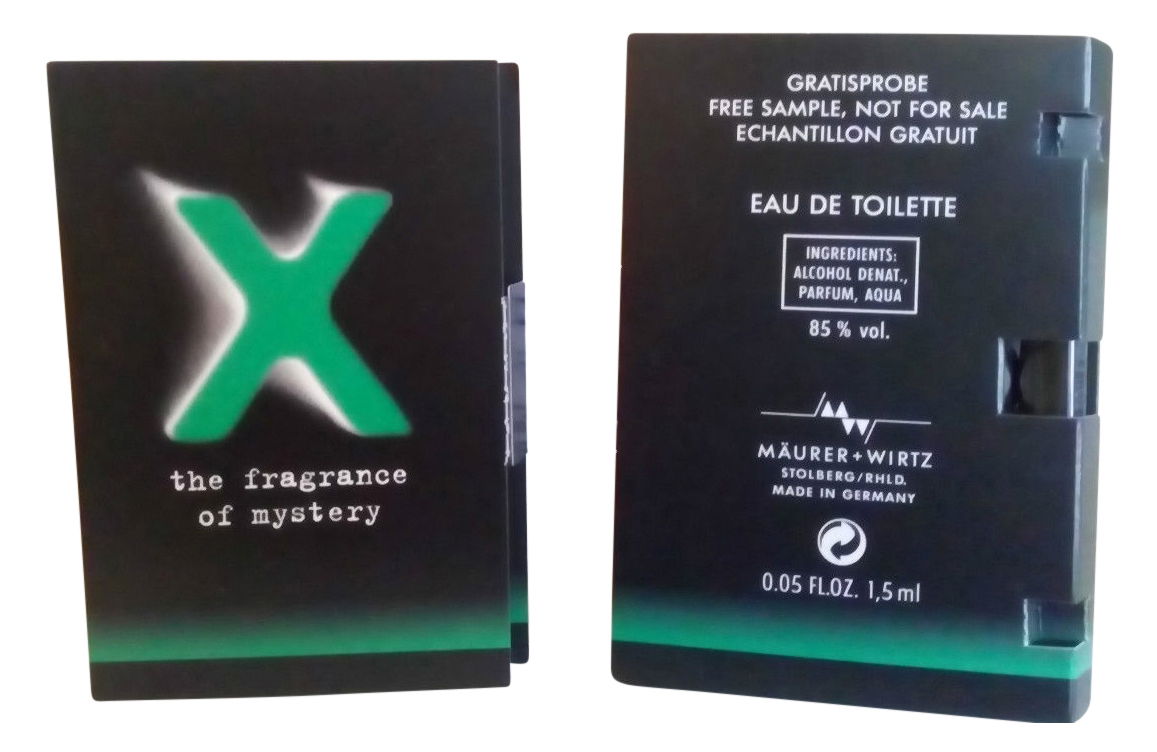 X
the fragrance
of mystery
GRATISPROBE
FREE SAMPLE, NOT FOR SALE
ECHANTILLON GRATUIT
EAU DE TOILETTE
INGREDIENTS:
ALCOHOL DENAT.,
PARFUM, AQUA
85 % vol.
MÄURER+WIRTZ
STOLBERG/RHLD.
MADE IN GERMANY
0.05 FL.OZ. 1,5 ml